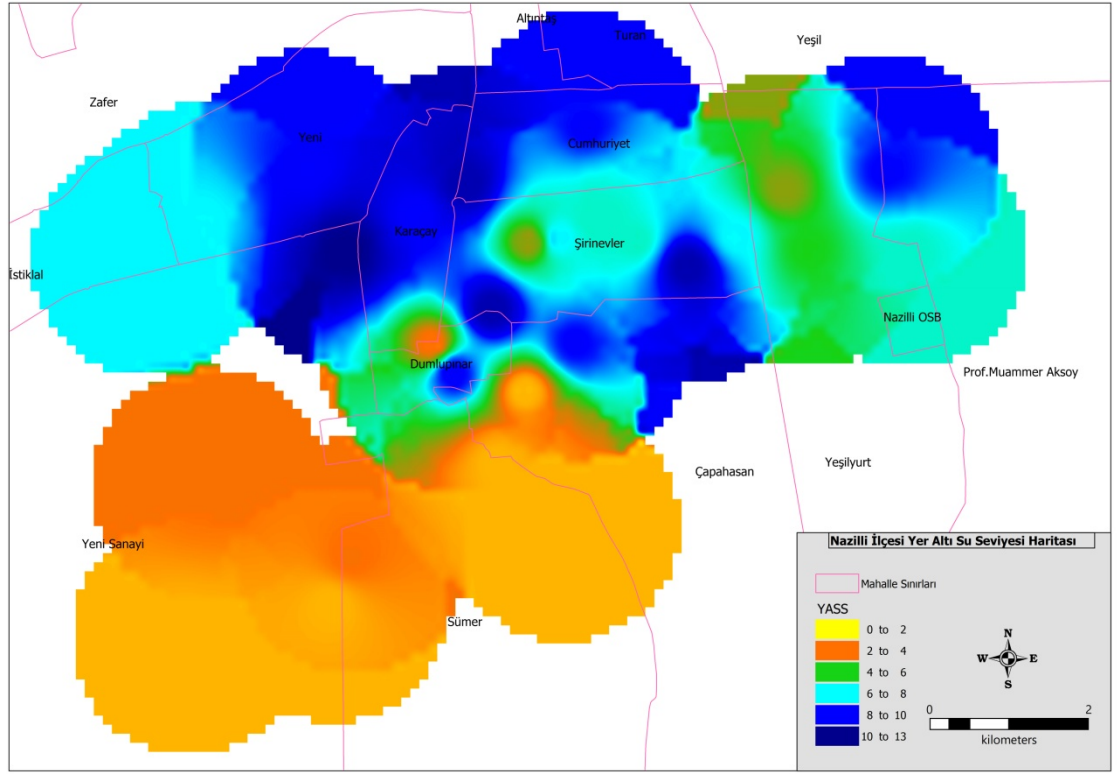 Altıntaş
Turan
Yeşil
Zafer
Yeni
Cumhuriyet
Karaçay
Şirinevler
İstiklal
Nazilli OSB
Dumlupınar
Prof.Muammer Aksoy
Çapahasan
Yeşilyurt
Yeni Sanayi
Sümer
Nazilli İlçesi Yer Altı Su Seviyesi Haritası
Mahalle Sınırları
YASS
0 to 2
2 to 4
4 to 6
6 to 8
8 to 10
10 to 13
N
W E
S
0 2
kilometers